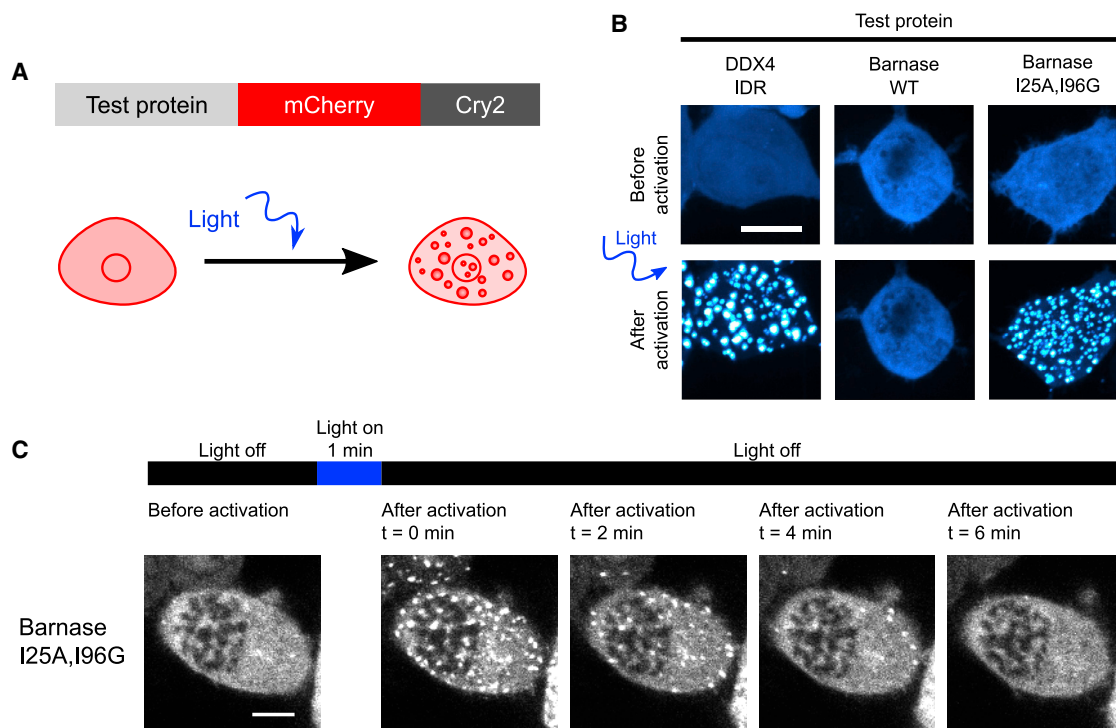 A
Test protein mCherry Cry2
Light
B
Test protein
DDX4
IDR
Barnase
WT
Barnase
I25A,I96G
Before
activation
Light
After
activation
C
Light off
Light on
1 min
Light off
Before activation
After activation
t = 0 min
After activation
t = 2 min
After activation
t = 4 min
After activation
t = 6 min
Barnase
I25A,I96G